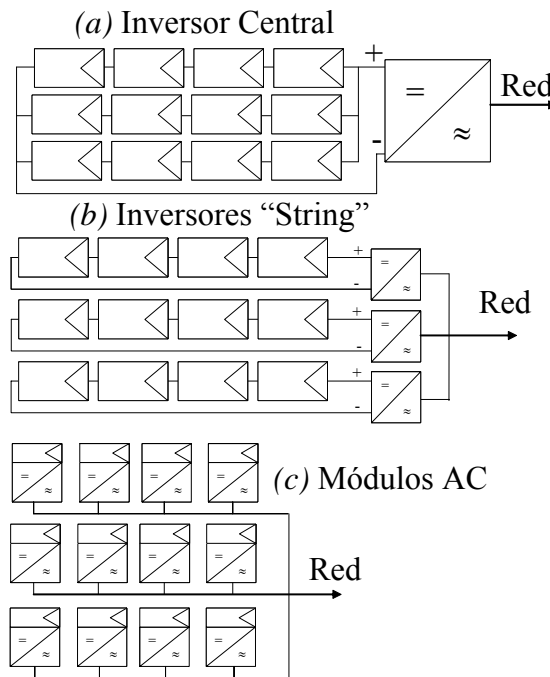 (a) Inversor Central
+
Red
=
≈
-
(b) Inversores “String”
+
-
=
≈
+
Red
-
=
≈
+
-
=
≈
(c) Módulos AC
= ≈ = ≈ = ≈ = ≈
= ≈ = ≈ = ≈ = ≈
Red
= ≈ = ≈ = ≈ = ≈